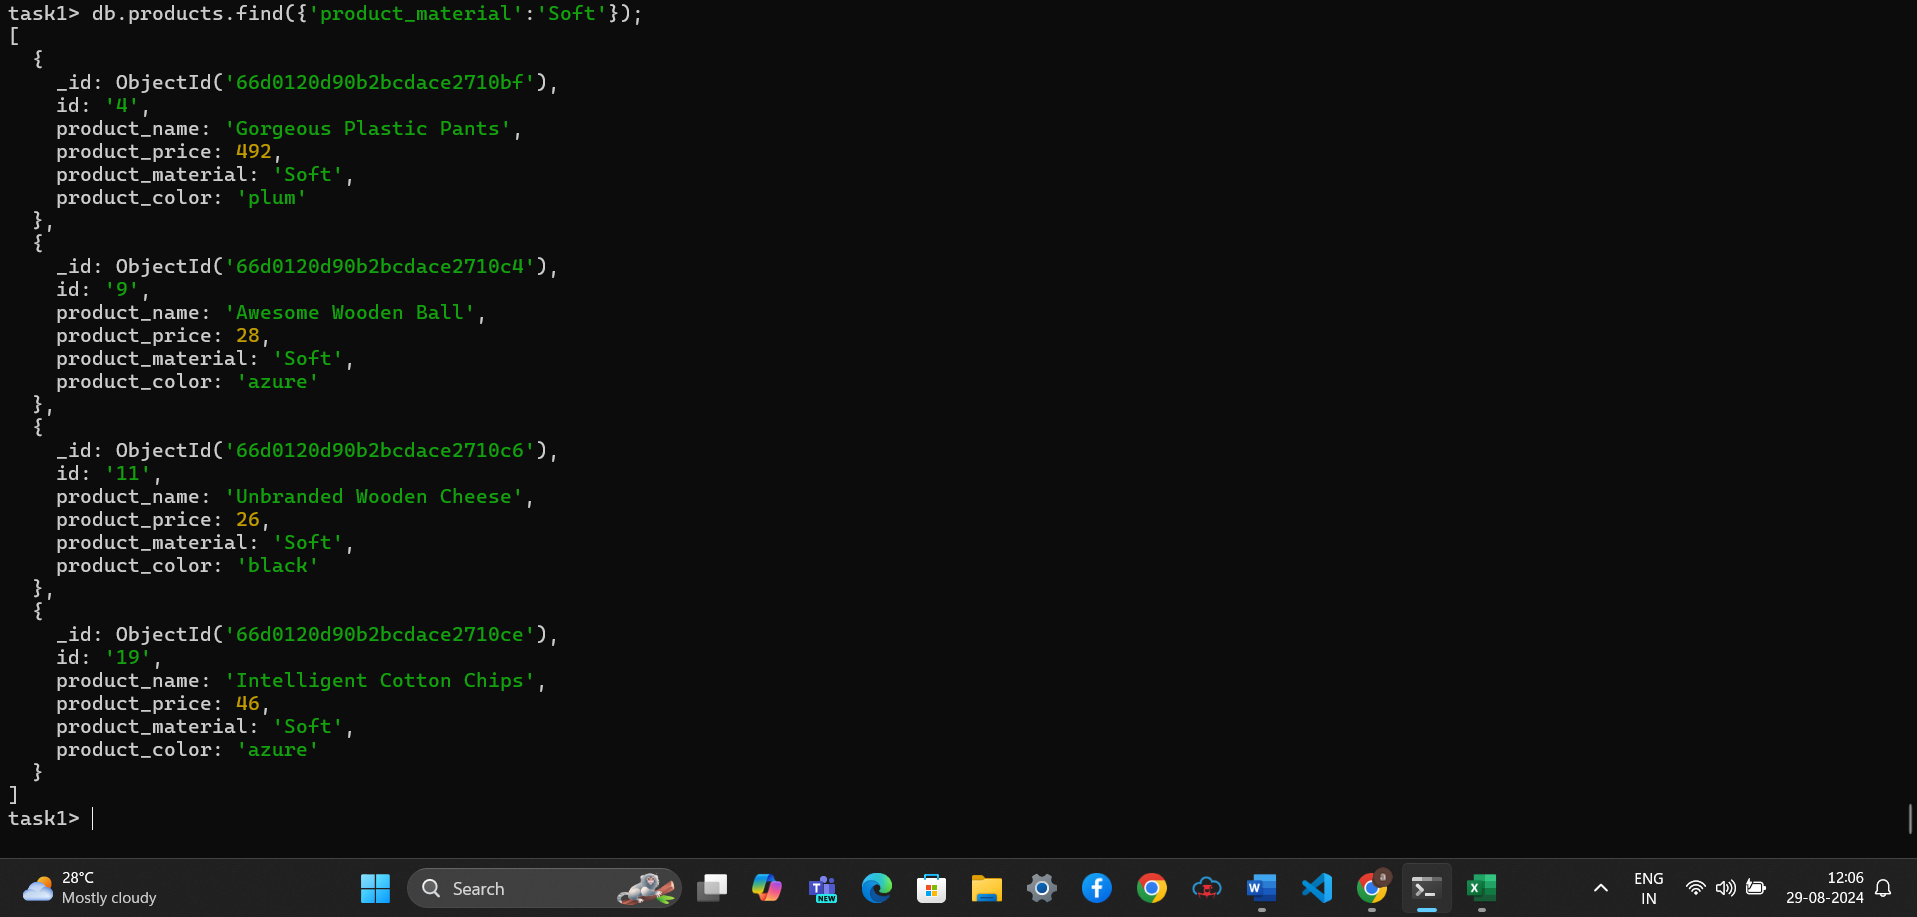 task1> db.products.find({'product_material':'Soft'});
[
  {
    _id: ObjectId('66d0120d90b2bcdace2710bf'),
    id: '4',
    product_name: 'Gorgeous Plastic Pants',
    product_price: 492,
    product_material: 'Soft',
    product_color: 'plum'
  },
  {
    _id: ObjectId('66d0120d90b2bcdace2710c4'),
    id: '9',
    product_name: 'Awesome Wooden Ball',
    product_price: 28,
    product_material: 'Soft',
    product_color: 'azure'
  },
  {
    _id: ObjectId('66d0120d90b2bcdace2710c6'),
    id: '11',
    product_name: 'Unbranded Wooden Cheese',
    product_price: 26,
    product_material: 'Soft',
    product_color: 'black'
  },
  {
    _id: ObjectId('66d0120d90b2bcdace2710ce'),
    id: '19',
    product_name: 'Intelligent Cotton Chips',
    product_price: 46,
    product_material: 'Soft',
    product_color: 'azure'
  }
]
task1>
28°C
Mostly cloudy
Search
NEW
a
ENG
IN
12:06
29-08-2024